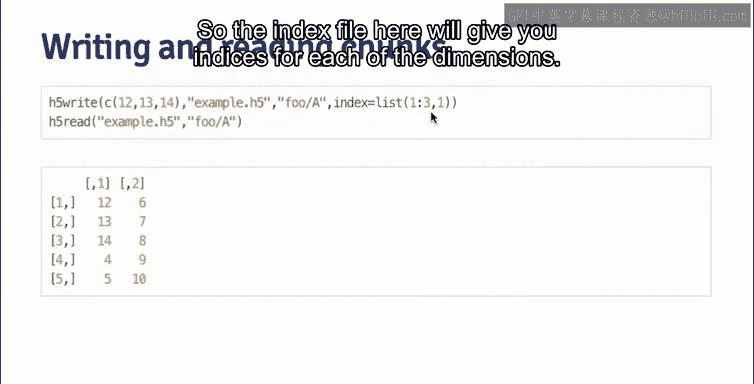 So the index file here will give you
indices for each of the dimensions.
Writing and reading chunks
h5write(c(12,13,14),"example.h5","foo/A",index=list(1:3,1))
h5read("example.h5","foo/A")
[,1] [,2]
[1,] 12 6
[2,] 13 7
[3,] 14 8
[4,] 4 9
[5,] 5 10